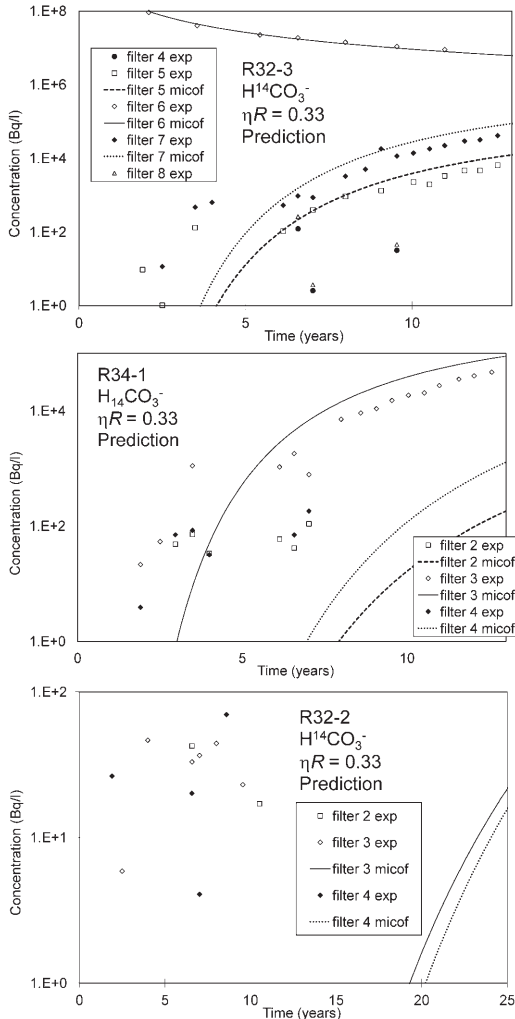 1.E+8
1.E+6
1.E+4
1.E+2
1.E+0
Concentration (Bq/l)
filter 4 exp
filter 5 exp
filter 5 micof
filter 6 exp
filter 6 micof
filter 7 exp
filter 7 micof
filter 8 exp
R32-3
H¹⁴CO₃⁻
ηR = 0.33
Prediction
0 5 10
Time (years)
R34-1
H₁₄CO₃⁻
ηR = 0.33
Prediction
1.E+4
1.E+2
1.E+0
Concentration (Bq/l)
filter 2 exp
filter 2 micof
filter 3 exp
filter 3 micof
filter 4 exp
filter 4 micof
0 5 10
Time (years)
1.E+2
1.E+1
1.E+0
Concentration (Bq/l)
R32-2
H¹⁴CO₃⁻
ηR = 0.33
Prediction
filter 2 exp
filter 3 exp
filter 3 micof
filter 4 exp
filter 4 micof
0 5 10 15 20 25
Time (years)